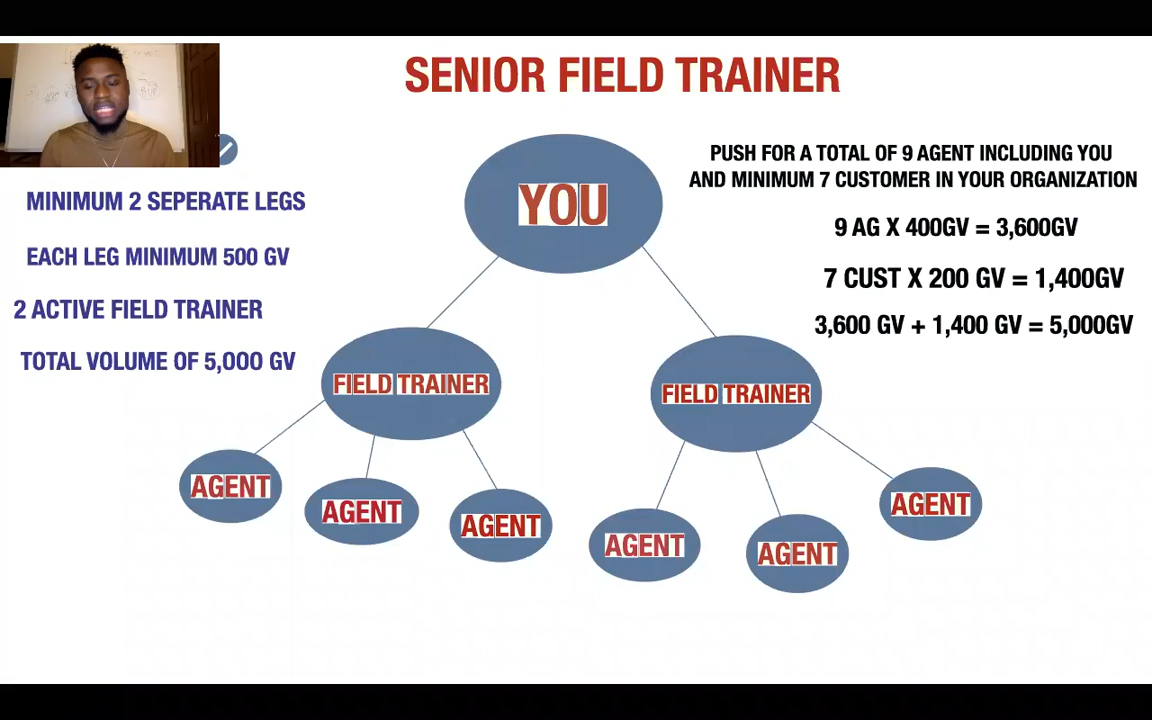 SENIOR FIELD TRAINER
MINIMUM 2 SEPERATE LEGS
EACH LEG MINIMUM 500 GV
2 ACTIVE FIELD TRAINER
TOTAL VOLUME OF 5,000 GV
YOU
PUSH FOR A TOTAL OF 9 AGENT INCLUDING YOU
AND MINIMUM 7 CUSTOMER IN YOUR ORGANIZATION
9 AG X 400GV = 3,600GV
7 CUST X 200 GV = 1,400GV
3,600 GV + 1,400 GV = 5,000GV
FIELD TRAINER
FIELD TRAINER
AGENT
AGENT
AGENT
AGENT
AGENT
AGENT